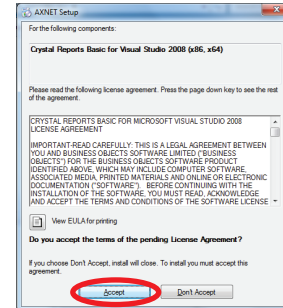 AXNET Setup
For the following components:
Crystal Reports Basic for Visual Studio 2008 (x86, x64)
Please read the following license agreement. Press the page down key to see the rest
of the agreement.
CRYSTAL REPORTS BASIC FOR MICROSOFT VISUAL STUDIO 2008
LICENSE AGREEMENT
IMPORTANT-READ CAREFULLY: THIS IS A LEGAL AGREEMENT BETWEEN
YOU AND BUSINESS OBJECTS SOFTWARE LIMITED ("BUSINESS
OBJECTS") FOR THE BUSINESS OBJECTS SOFTWARE PRODUCT
IDENTIFIED ABOVE, WHICH MAY INCLUDE COMPUTER SOFTWARE,
ASSOCIATED MEDIA, PRINTED MATERIALS AND ONLINE OR ELECTRONIC
DOCUMENTATION ("SOFTWARE"). BEFORE CONTINUING WITH THE
INSTALLATION OF THE SOFTWARE, YOU MUST READ, ACKNOWLEDGE
AND ACCEPT THE TERMS AND CONDITIONS OF THE SOFTWARE LICENSE
View EULA for printing
Do you accept the terms of the pending License Agreement?
If you choose Don't Accept, install will close. To install you must accept this
agreement.
Accept
Don't Accept